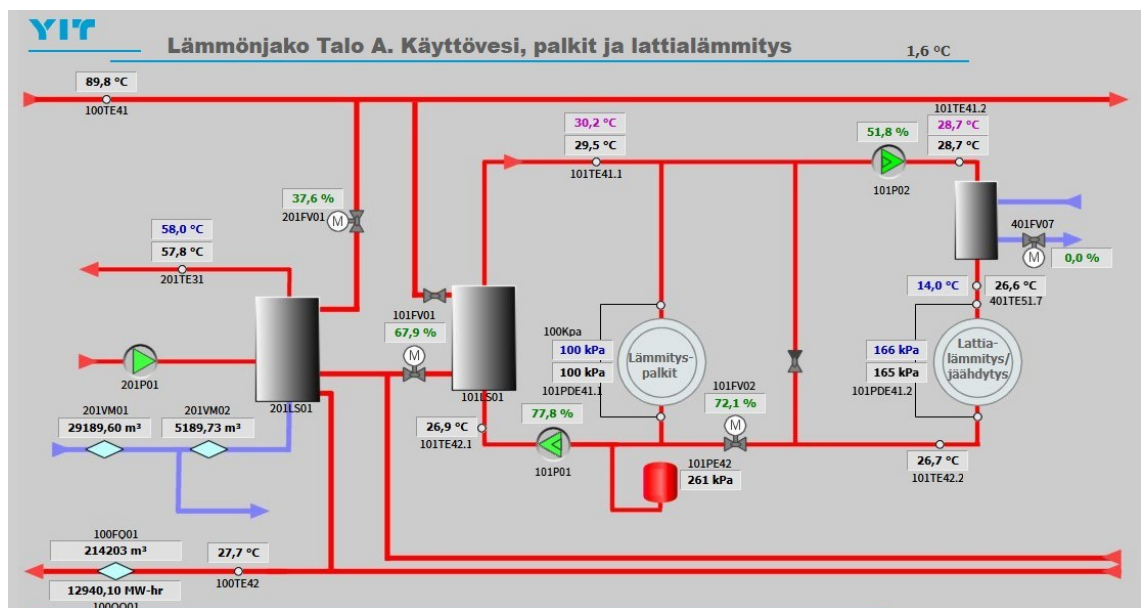 YIT
Lämmönjako Talo A. Käyttövesi, palkit ja lattialämmitys
1,6 °C
89,8 °C
100TE41
30,2 °C
29,5 °C
101TE41.1
51,8 %
101P02
101TE41.2
28,7 °C
28,7 °C
37,6 %
201FV01
M
58,0 °C
57,8 °C
201TE31
401FV07
M
0,0 %
14,0 °C
26,6 °C
401TE51.7
101FV01
67,9 %
M
201P01
201LS01
101LS01
100Kpa
100 kPa
100 kPa
101PDE41.1
Lämmitys-
palkit
166 kPa
165 kPa
101PDE41.2
Lattia-
lämmitys/
jäähdytys
101FV02
72,1 %
M
201VM01
29189,60 m³
201VM02
5189,73 m³
26,9 °C
101TE42.1
77,8 %
101P01
101PE42
261 kPa
26,7 °C
101TE42.2
100FQ01
214203 m³
12940,10 MW-hr
27,7 °C
100TE42